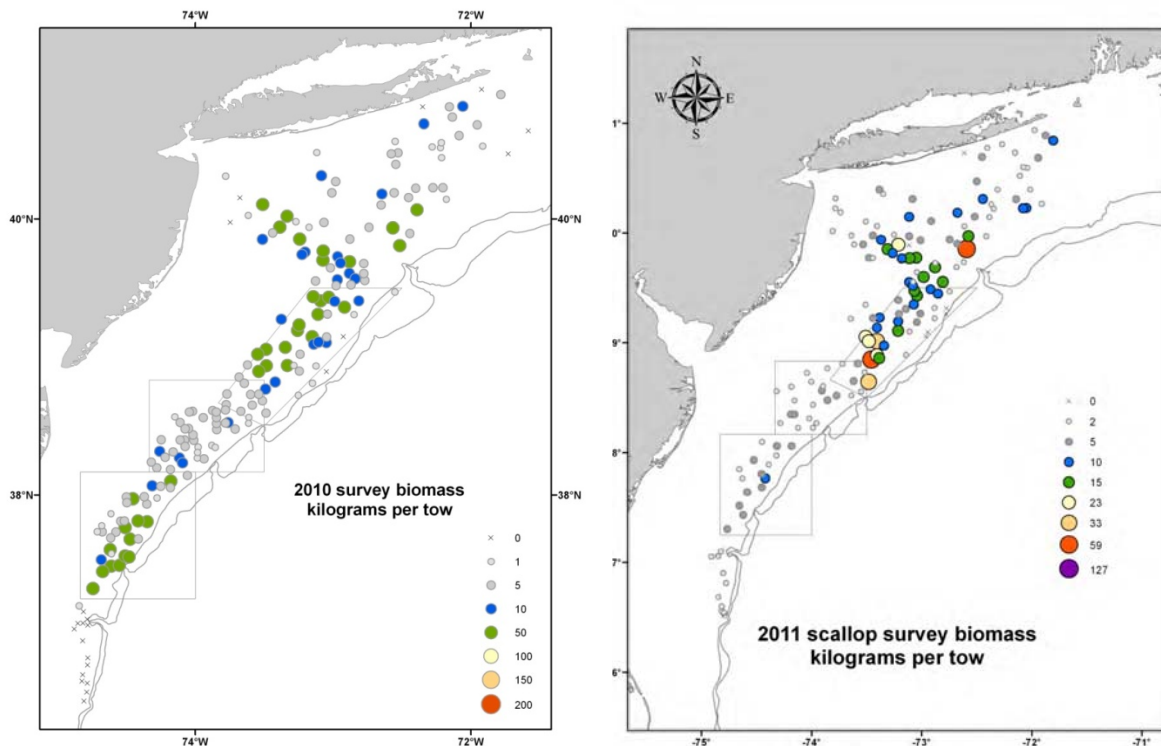 74°W
72°W
40°N
40°N
38°N
38°N
2010 survey biomass
kilograms per tow
0
1
5
10
50
100
150
200
74°W
72°W
N
W
E
S
1°
0°
9°
8°
7°
6°
0
2
5
10
15
23
33
59
127
2011 scallop survey biomass
kilograms per tow
-75°
-74°
-73°
-72°
-71°